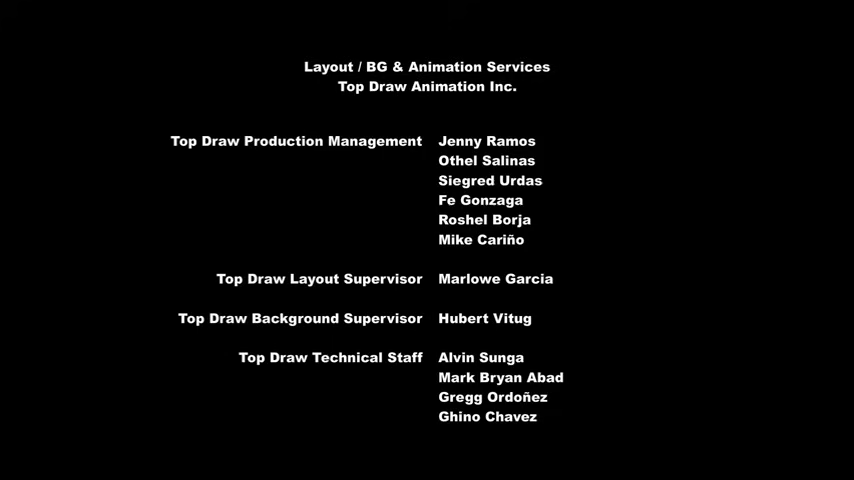 Layout / BG & Animation Services
Top Draw Animation Inc.
Top Draw Production Management Jenny Ramos
Othel Salinas
Siegred Urdas
Fe Gonzaga
Roshel Borja
Mike Cariño
Top Draw Layout Supervisor Marlowe Garcia
Top Draw Background Supervisor Hubert Vitug
Top Draw Technical Staff Alvin Sunga
Mark Bryan Abad
Gregg Ordoñez
Ghino Chavez